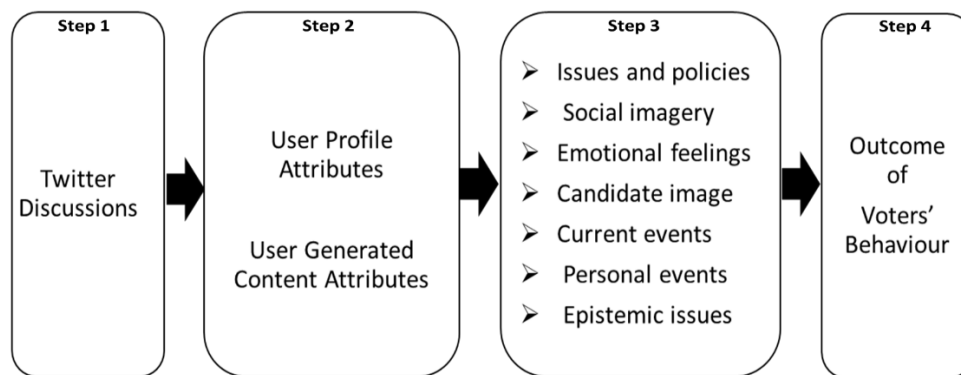 Step 1
Twitter
Discussions
Step 2
User Profile
Attributes
User Generated
Content Attributes
Step 3
Issues and policies
Social imagery
Emotional feelings
Candidate image
Current events
Personal events
Epistemic issues
Step 4
Outcome
of
Voters’
Behaviour